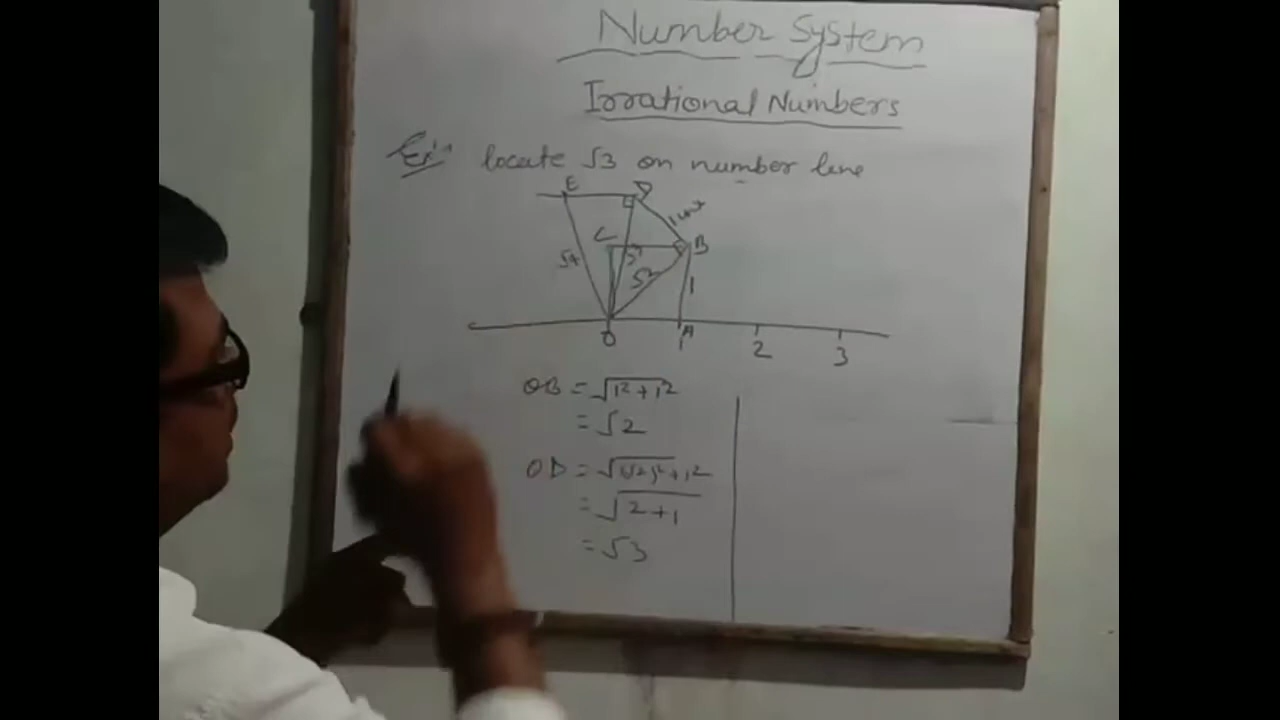 Number System
Irrational Numbers
Ex: locate √3 on number line
E D
1 unit
C B
√4 √3 √2 1
O A
1 2 3
OB = √1²+1²
= √2
OD = √(√2)²+1²
= √2+1
= √3